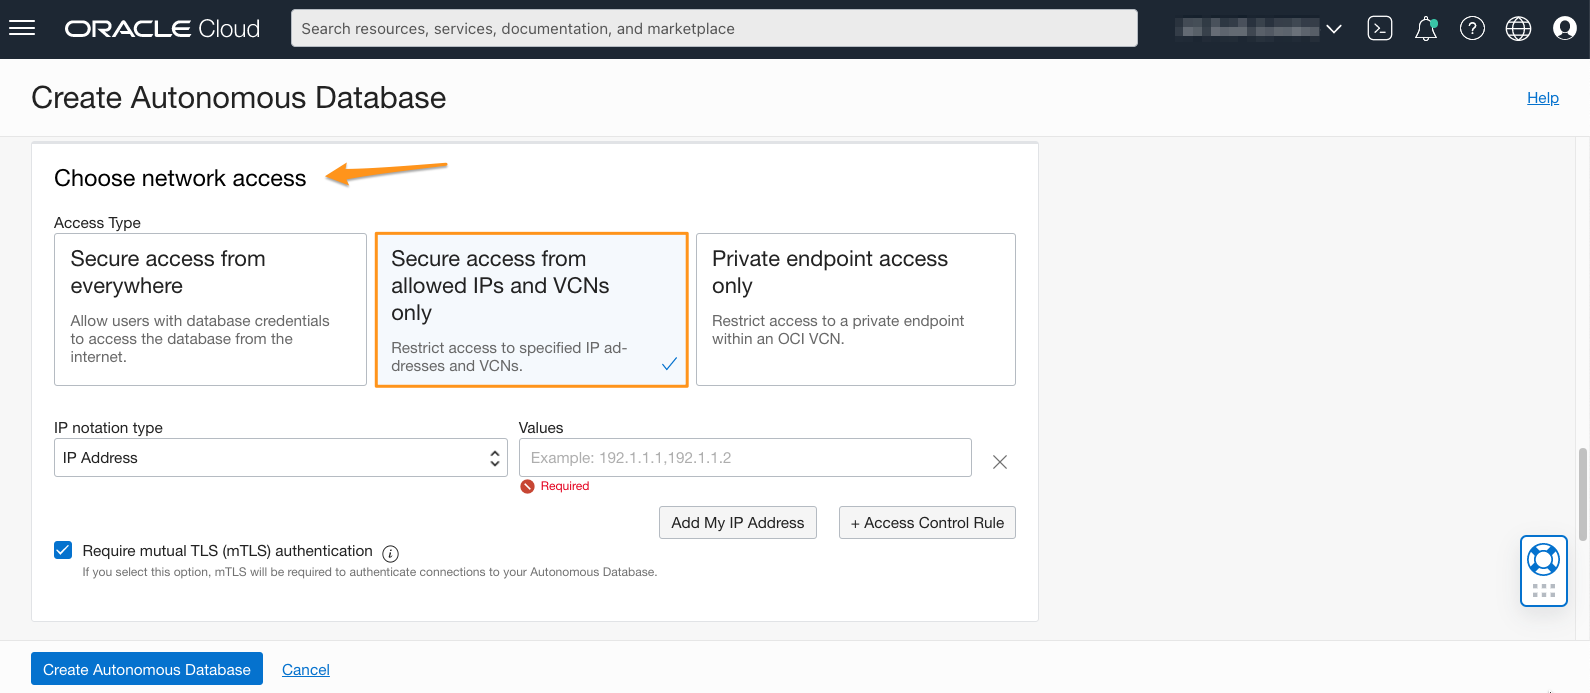 ORACLE Cloud
Search resources, services, documentation, and marketplace
Create Autonomous Database
Help
Choose network access
Access Type
Secure access from
everywhere
Allow users with database credentials
to access the database from the
internet.
Secure access from
allowed IPs and VCNs
only
Restrict access to specified IP ad-
dresses and VCNs.
Private endpoint access
only
Restrict access to a private endpoint
within an OCI VCN.
IP notation type
IP Address
Values
Example: 192.1.1.1,192.1.1.2
Required
Add My IP Address
+ Access Control Rule
Require mutual TLS (mTLS) authentication
If you select this option, mTLS will be required to authenticate connections to your Autonomous Database.
Create Autonomous Database
Cancel